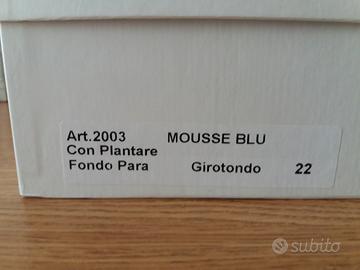 Art.2003 MOUSSE BLU
Con Plantare
Fondo Para Girotondo 22
subito